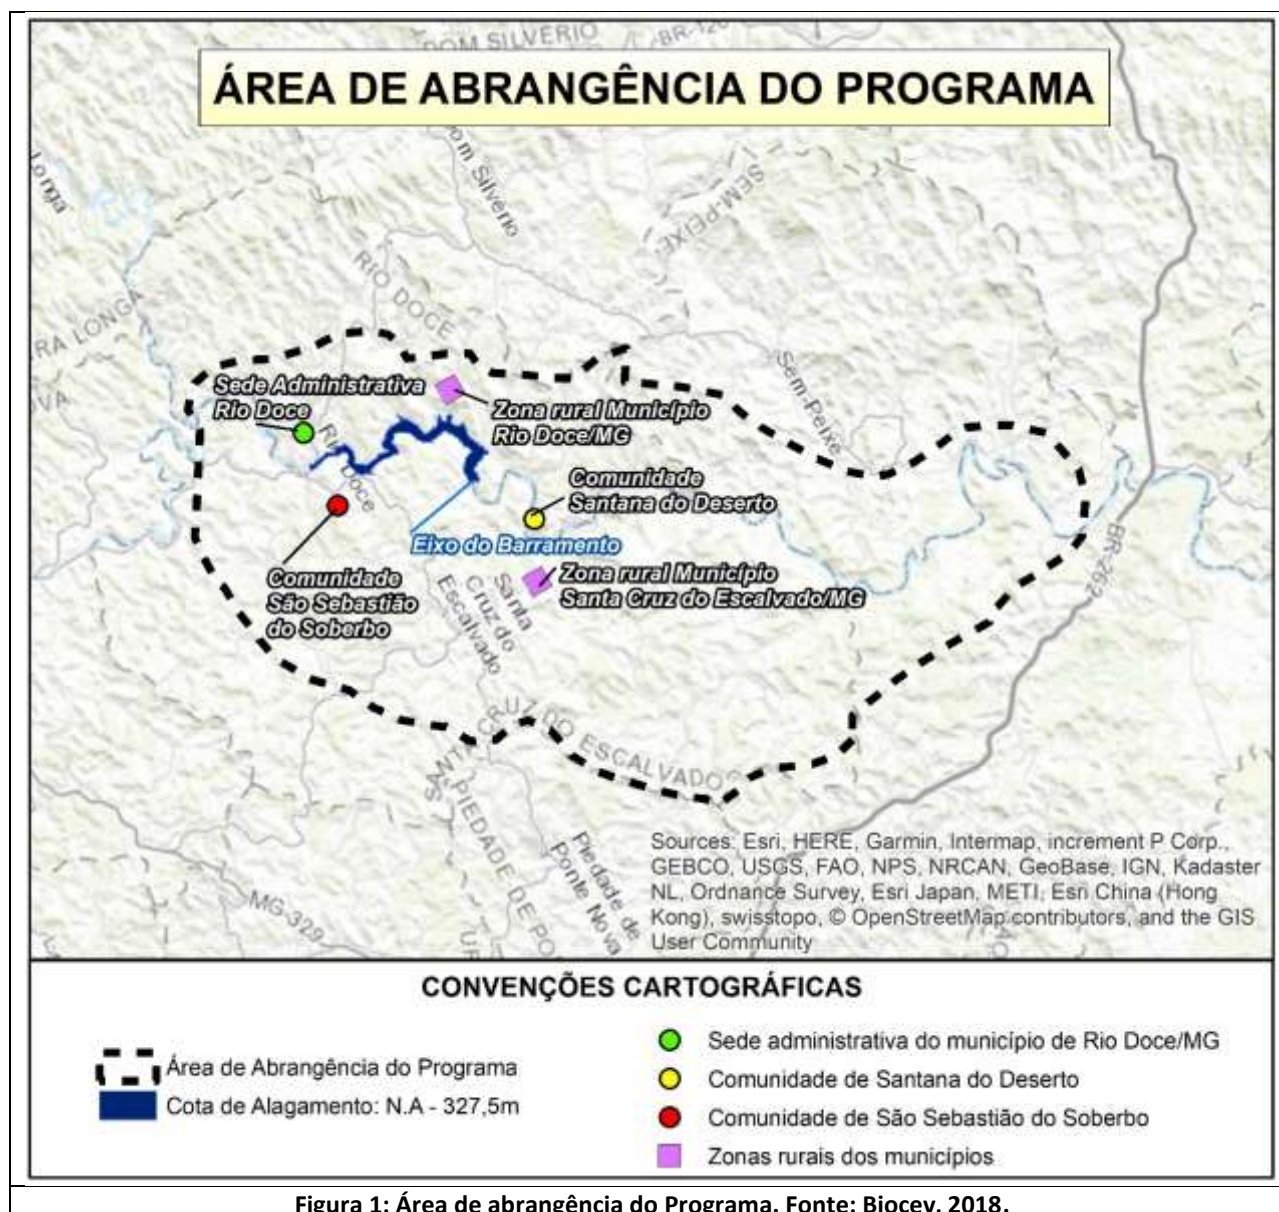 DOM SILVÉRIO
BR-120
ÁREA DE ABRANGÊNCIA DO PROGRAMA
Longa
Dom Silvério
SEM-PEIXE
RIO DOCE
RRA LONGA
OVA
Sem-Peixe
Sede Administrativa
Rio Doce
Zona rural Município
Rio Doce/MG
Rio Doce
Comunidade
Santana do Deserto
Eixo do Barramento
BR-262
Comunidade
São Sebastião
do Soberbo
Zona rural Município
Santa Cruz do Escalvado/MG
Santa
Cruz do
Escalvado
SANTA CRUZ DO ESCALVADO
PIEDADE DE PO
Piedade de
Ponte Nova
MG-329
UR
Sources: Esri, HERE, Garmin, Intermap, increment P Corp.,
GEBCO, USGS, FAO, NPS, NRCAN, GeoBase, IGN, Kadaster
NL, Ordnance Survey, Esri Japan, METI, Esri China (Hong
Kong), swisstopo, © OpenStreetMap contributors, and the GIS
User Community
CONVENÇÕES CARTOGRÁFICAS
Área de Abrangência do Programa
Cota de Alagamento: N.A - 327,5m
Sede administrativa do município de Rio Doce/MG
Comunidade de Santana do Deserto
Comunidade de São Sebastião do Soberbo
Zonas rurais dos municípios
Figura 1: Área de abrangência do Programa. Fonte: Biocev, 2018.